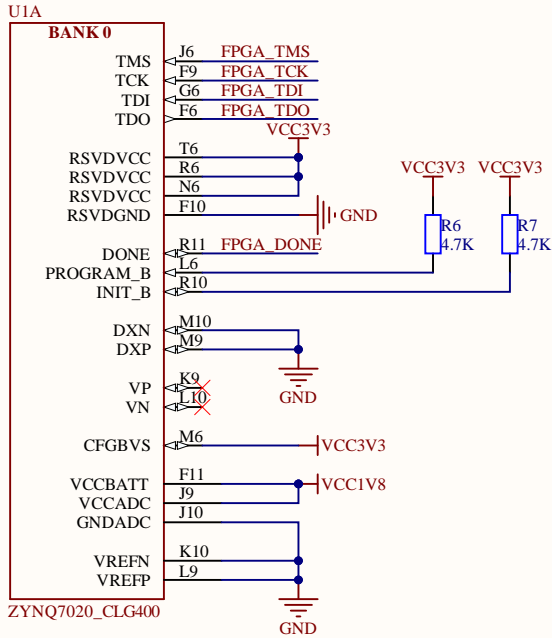 U1A
BANK 0
TMS J6 FPGA_TMS
TCK F9 FPGA_TCK
TDI G6 FPGA_TDI
TDO F6 FPGA_TDO
VCC3V3
RSVDVCC T6
RSVDVCC R6
RSVDVCC N6
RSVDGND F10 GND
VCC3V3 VCC3V3
R6 R7
4.7K 4.7K
DONE R11 FPGA_DONE
PROGRAM_B L6
INIT_B R10
DXN M10
DXP M9
GND
VP K9
VN L10
CFGBVS M6 VCC3V3
VCCBATT F11 VCC1V8
VCCADC J9
GNDADC J10
VREFN K10
VREFP L9
GND
ZYNQ7020_CLG400